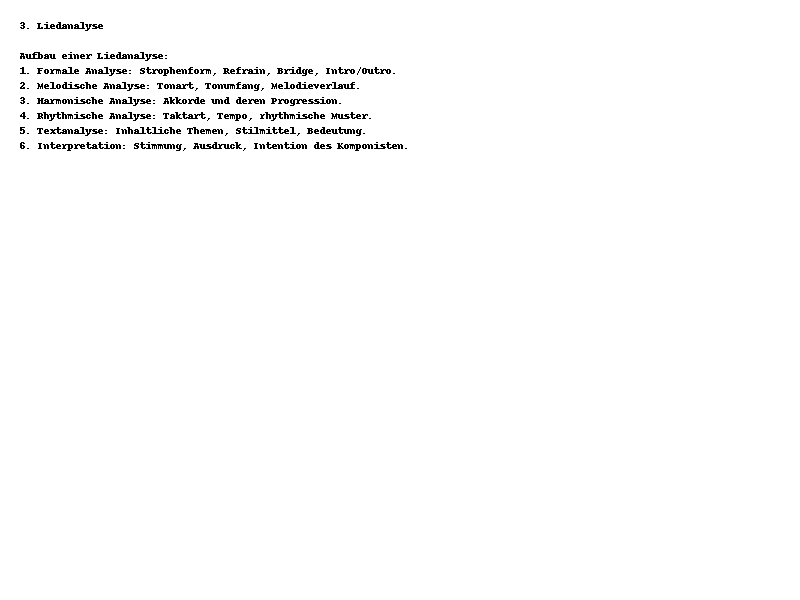 3. Liedanalyse
Aufbau einer Liedanalyse:
1. Formale Analyse: Strophenform, Refrain, Bridge, Intro/Outro.
2. Melodische Analyse: Tonart, Tonumfang, Melodieverlauf.
3. Harmonische Analyse: Akkorde und deren Progression.
4. Rhythmische Analyse: Taktart, Tempo, rhythmische Muster.
5. Textanalyse: Inhaltliche Themen, Stilmittel, Bedeutung.
6. Interpretation: Stimmung, Ausdruck, Intention des Komponisten.